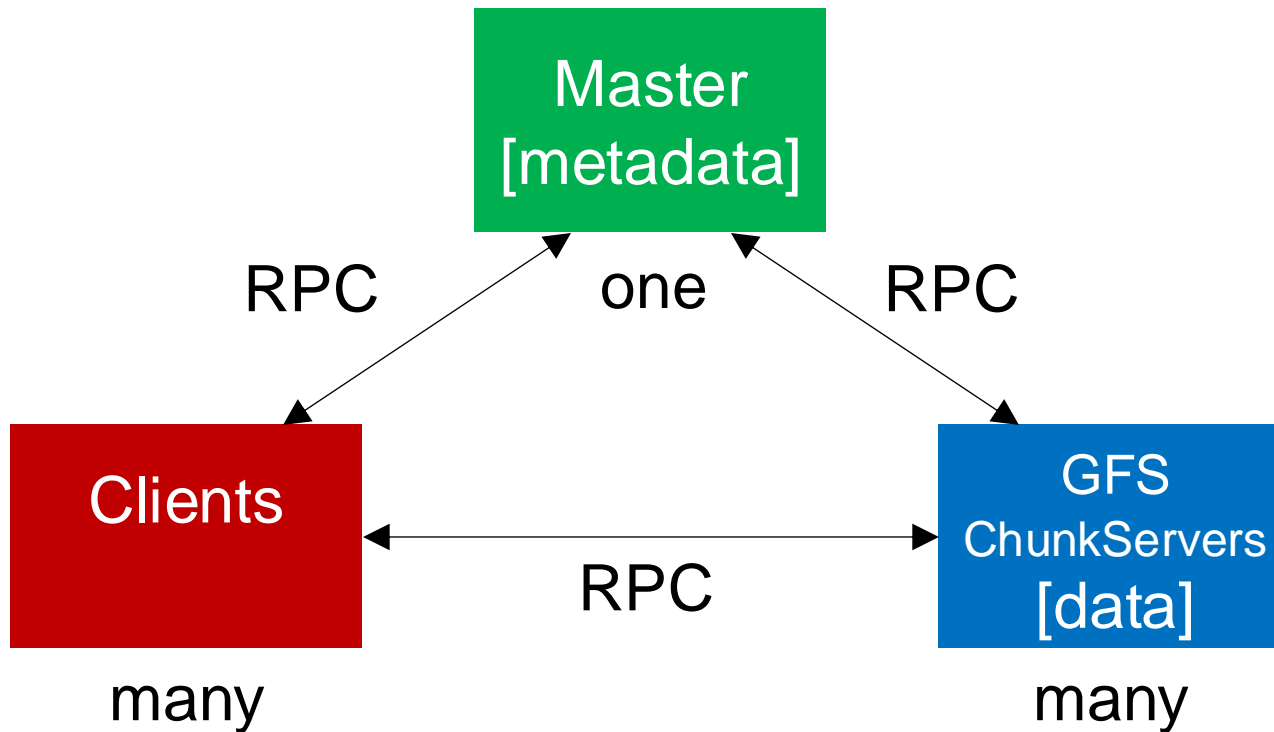 Master
[metadata]
RPC
one
RPC
Clients
GFS
ChunkServers
[data]
RPC
many
many